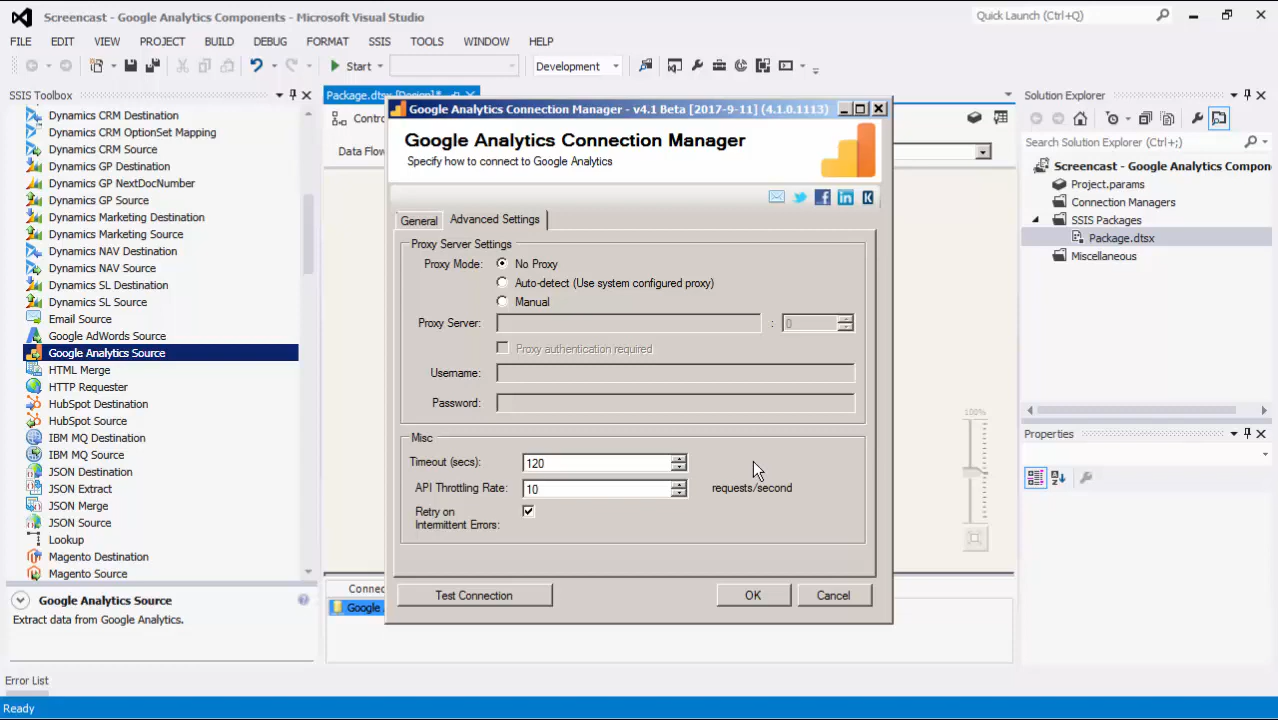 Screencast - Google Analytics Components - Microsoft Visual Studio
Quick Launch (Ctrl+Q)
FILE EDIT VIEW PROJECT BUILD DEBUG FORMAT SSIS TOOLS WINDOW HELP
Start Development
SSIS Toolbox
Dynamics CRM Destination
Dynamics CRM OptionSet Mapping
Dynamics CRM Source
Dynamics GP Destination
Dynamics GP NextDocNumber
Dynamics GP Source
Dynamics Marketing Destination
Dynamics Marketing Source
Dynamics NAV Destination
Dynamics NAV Source
Dynamics SL Destination
Dynamics SL Source
Email Source
Google AdWords Source
Google Analytics Source
HTML Merge
HTTP Requester
HubSpot Destination
HubSpot Source
IBM MQ Destination
IBM MQ Source
JSON Destination
JSON Extract
JSON Merge
JSON Source
Lookup
Magento Destination
Magento Source
Google Analytics Source
Extract data from Google Analytics.
Package.dtsx [Design]*
Contro
Data Flow
Google Analytics Connection Manager - v4.1 Beta [2017-9-11] (4.1.0.1113)
Google Analytics Connection Manager
Specify how to connect to Google Analytics
General Advanced Settings
Proxy Server Settings
Proxy Mode: No Proxy
Auto-detect (Use system configured proxy)
Manual
Proxy Server: : 0
Proxy authentication required
Username:
Password:
Misc
Timeout (secs): 120
API Throttling Rate: 10 requests/second
Retry on
Intermittent Errors:
Test Connection OK Cancel
100%
Connec
Google
Solution Explorer
Search Solution Explorer (Ctrl+;)
Screencast - Google Analytics Compon
Project.params
Connection Managers
SSIS Packages
Package.dtsx
Miscellaneous
Properties
Error List
Ready